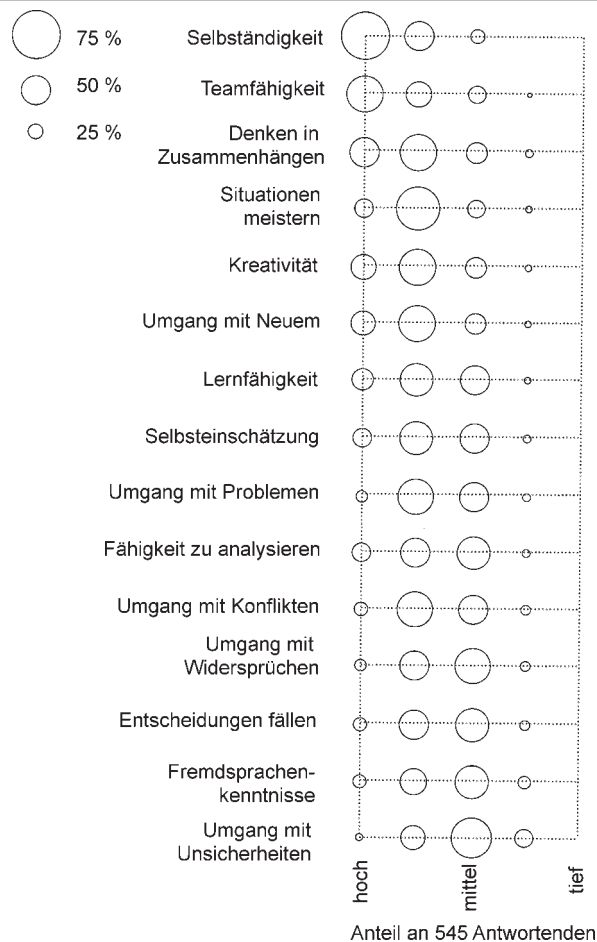 75 %
50 %
25 %
Selbständigkeit
Teamfähigkeit
Denken in
Zusammenhängen
Situationen
meistern
Kreativität
Umgang mit Neuem
Lernfähigkeit
Selbsteinschätzung
Umgang mit Problemen
Fähigkeit zu analysieren
Umgang mit Konflikten
Umgang mit
Widersprüchen
Entscheidungen fällen
Fremdsprachen-
kenntnisse
Umgang mit
Unsicherheiten
hoch
mittel
tief
Anteil an 545 Antwortenden